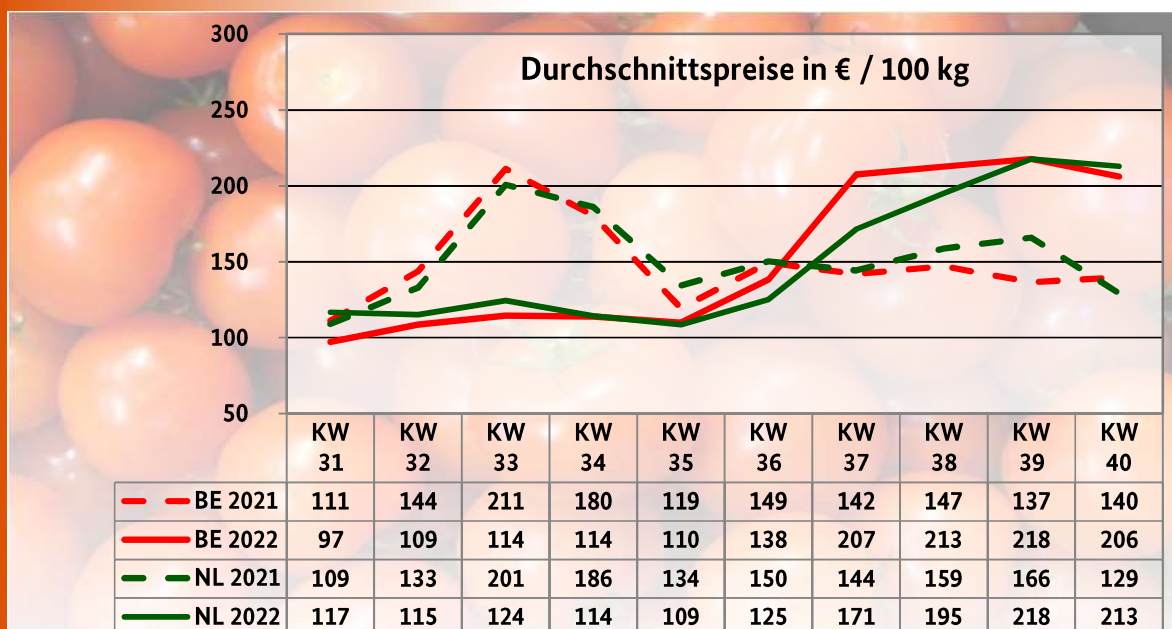 300
Durchschnittspreise in € / 100 kg
250
200
150
100
50
KW KW KW KW KW KW KW KW KW KW
31 32 33 34 35 36 37 38 39 40
BE 2021 111 144 211 180 119 149 142 147 137 140
BE 2022 97 109 114 114 110 138 207 213 218 206
NL 2021 109 133 201 186 134 150 144 159 166 129
NL 2022 117 115 124 114 109 125 171 195 218 213